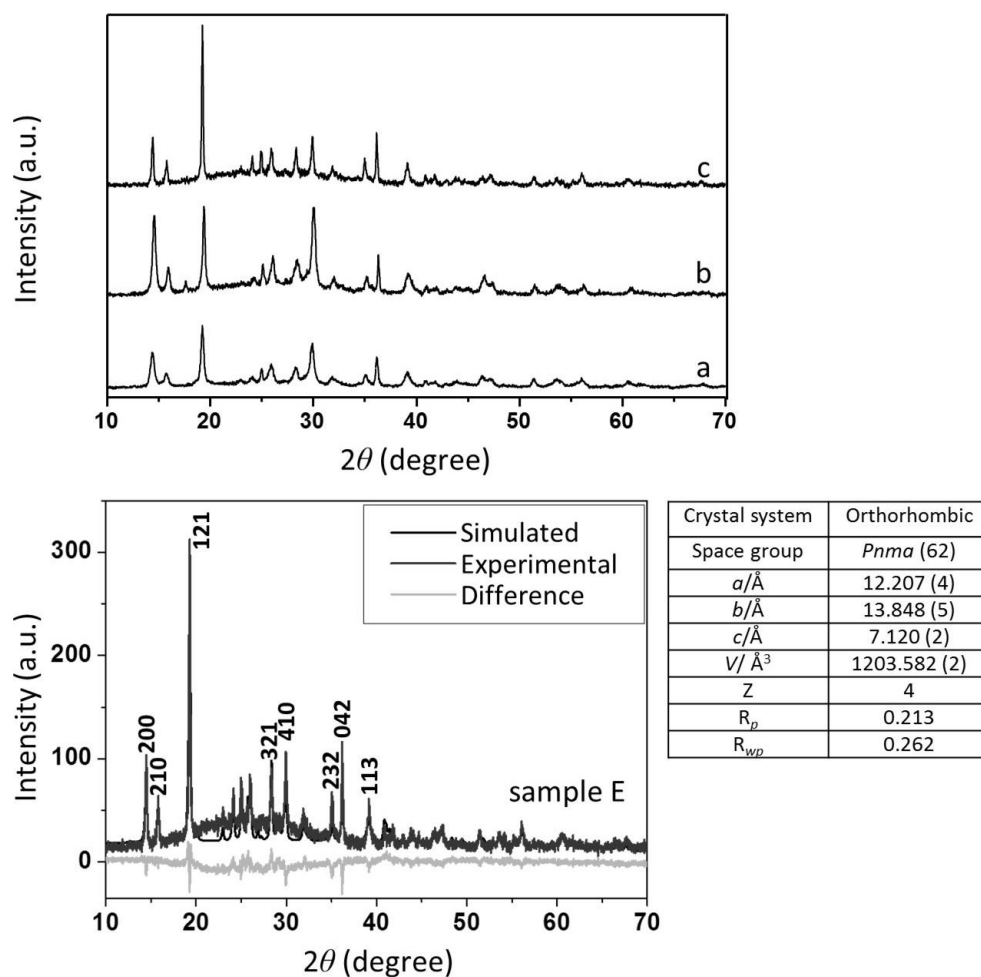 Intensity (a.u.)
c
b
a
10 20 30 40 50 60 70
2θ (degree)
Intensity (a.u.)
300
200
100
0
200
210
121
321
410
232
042
113
Simulated
Experimental
Difference
sample E
10 20 30 40 50 60 70
2θ (degree)
Crystal system Orthorhombic
Space group Pnma (62)
a/Å 12.207 (4)
b/Å 13.848 (5)
c/Å 7.120 (2)
V/ Å³ 1203.582 (2)
Z 4
Rp 0.213
Rwp 0.262